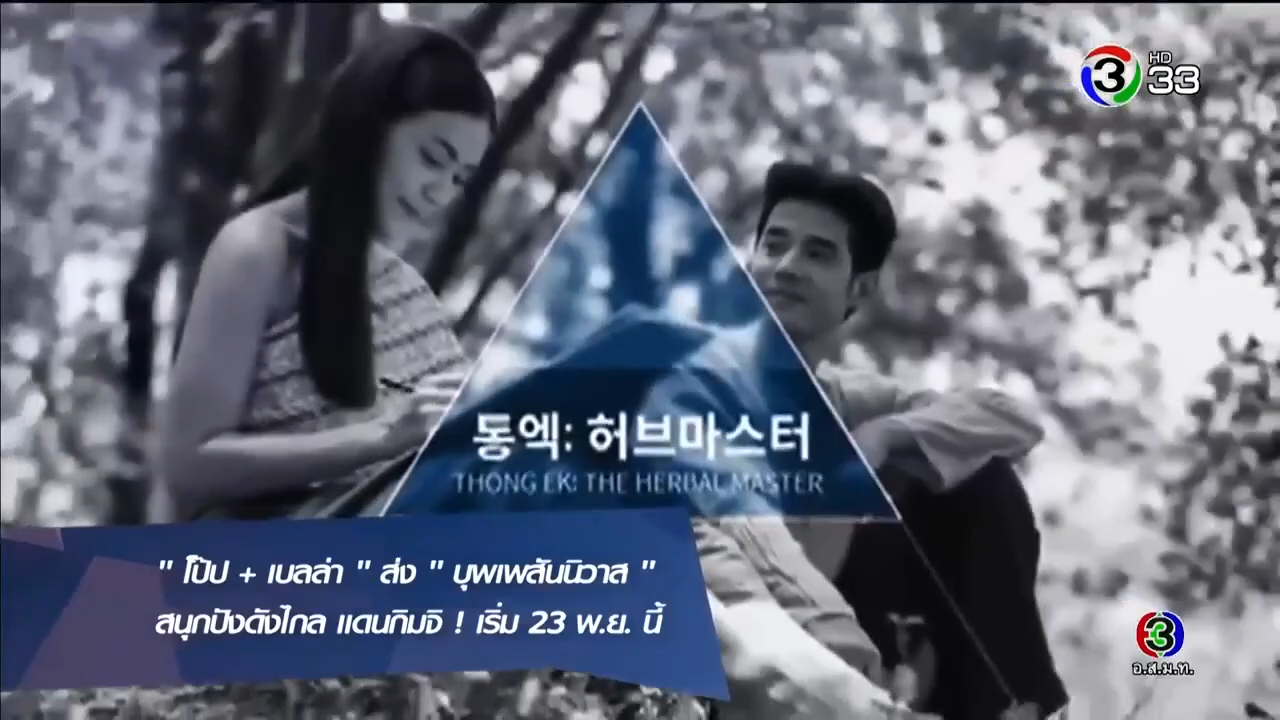 3 HD 33
동엑: 허브마스터
THONG EK: THE HERBAL MASTER
" โป๊ป + เบลล่า " ส่ง " บุพเพสันนิวาส "
สนุกปังดังไกล แดนกิมจิ ! เริ่ม 23 พ.ย. นี้
3
อ.ส.ม.ท.